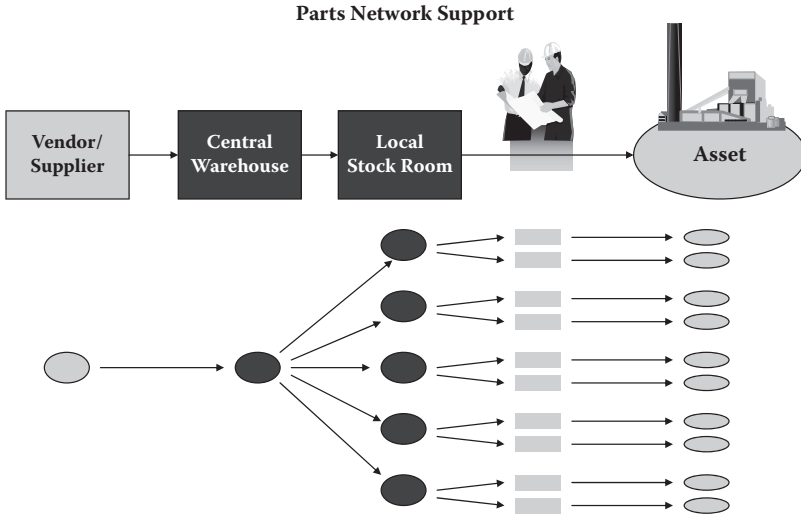 Parts Network Support
Vendor/
Supplier
Central
Warehouse
Local
Stock Room
Asset